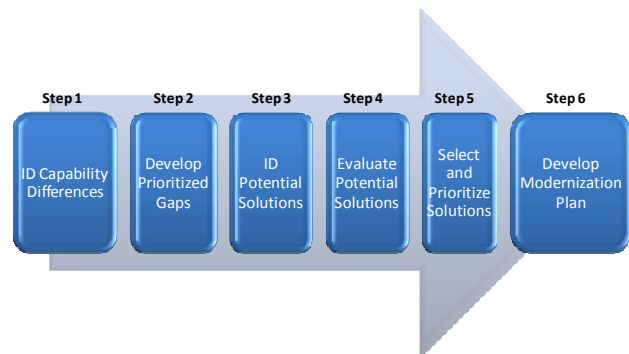 Step 1
Step 2
Step 3
Step 4
Step 5
Step 6
ID Capability
Differences
Develop
Prioritized
Gaps
ID
Potential
Solutions
Evaluate
Potential
Solutions
Select
and
Prioritize
Solutions
Develop
Modernization
Plan